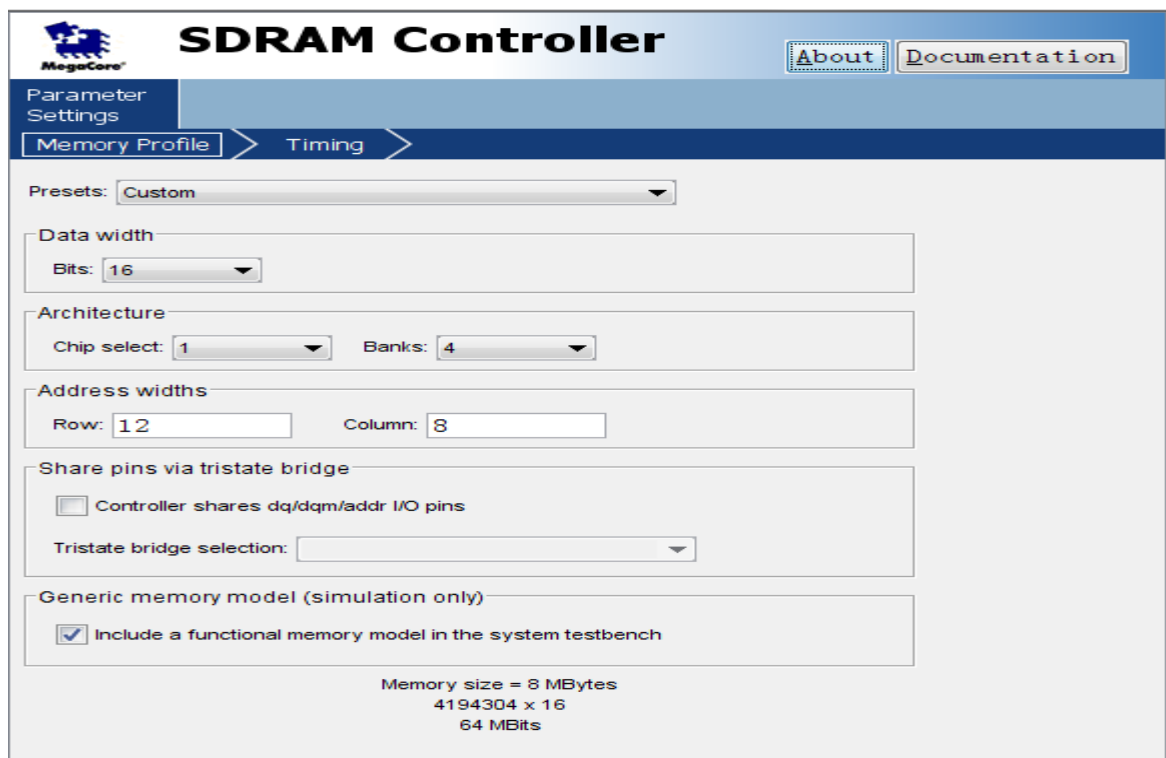 SDRAM Controller
MegaCore®
About Documentation
Parameter
Settings
Memory Profile Timing
Presets: Custom
Data width
Bits: 16
Architecture
Chip select: 1 Banks: 4
Address widths
Row: 12 Column: 8
Share pins via tristate bridge
Controller shares dq/dqm/addr I/O pins
Tristate bridge selection:
Generic memory model (simulation only)
Include a functional memory model in the system testbench
Memory size = 8 MBytes
4194304 x 16
64 MBits